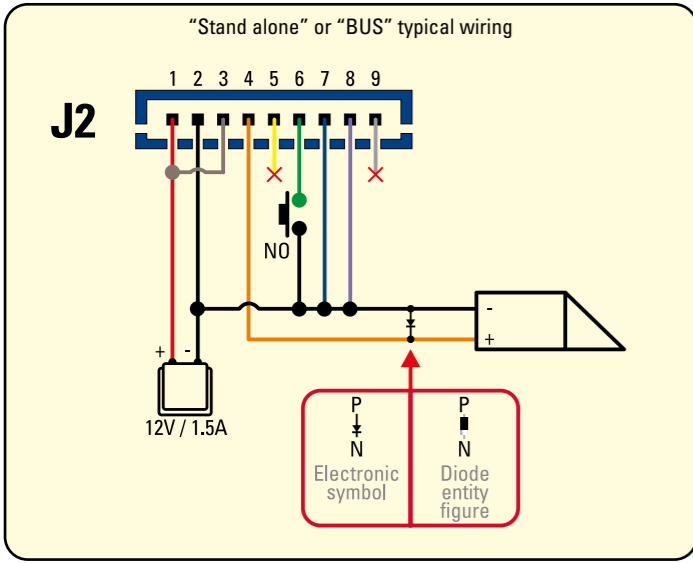 “Stand alone” or “BUS” typical wiring
1 2 3 4 5 6 7 8 9
J2
NO
-
+
+ -
12V / 1.5A
P
N
Electronic
symbol
P
N
Diode
entity
figure